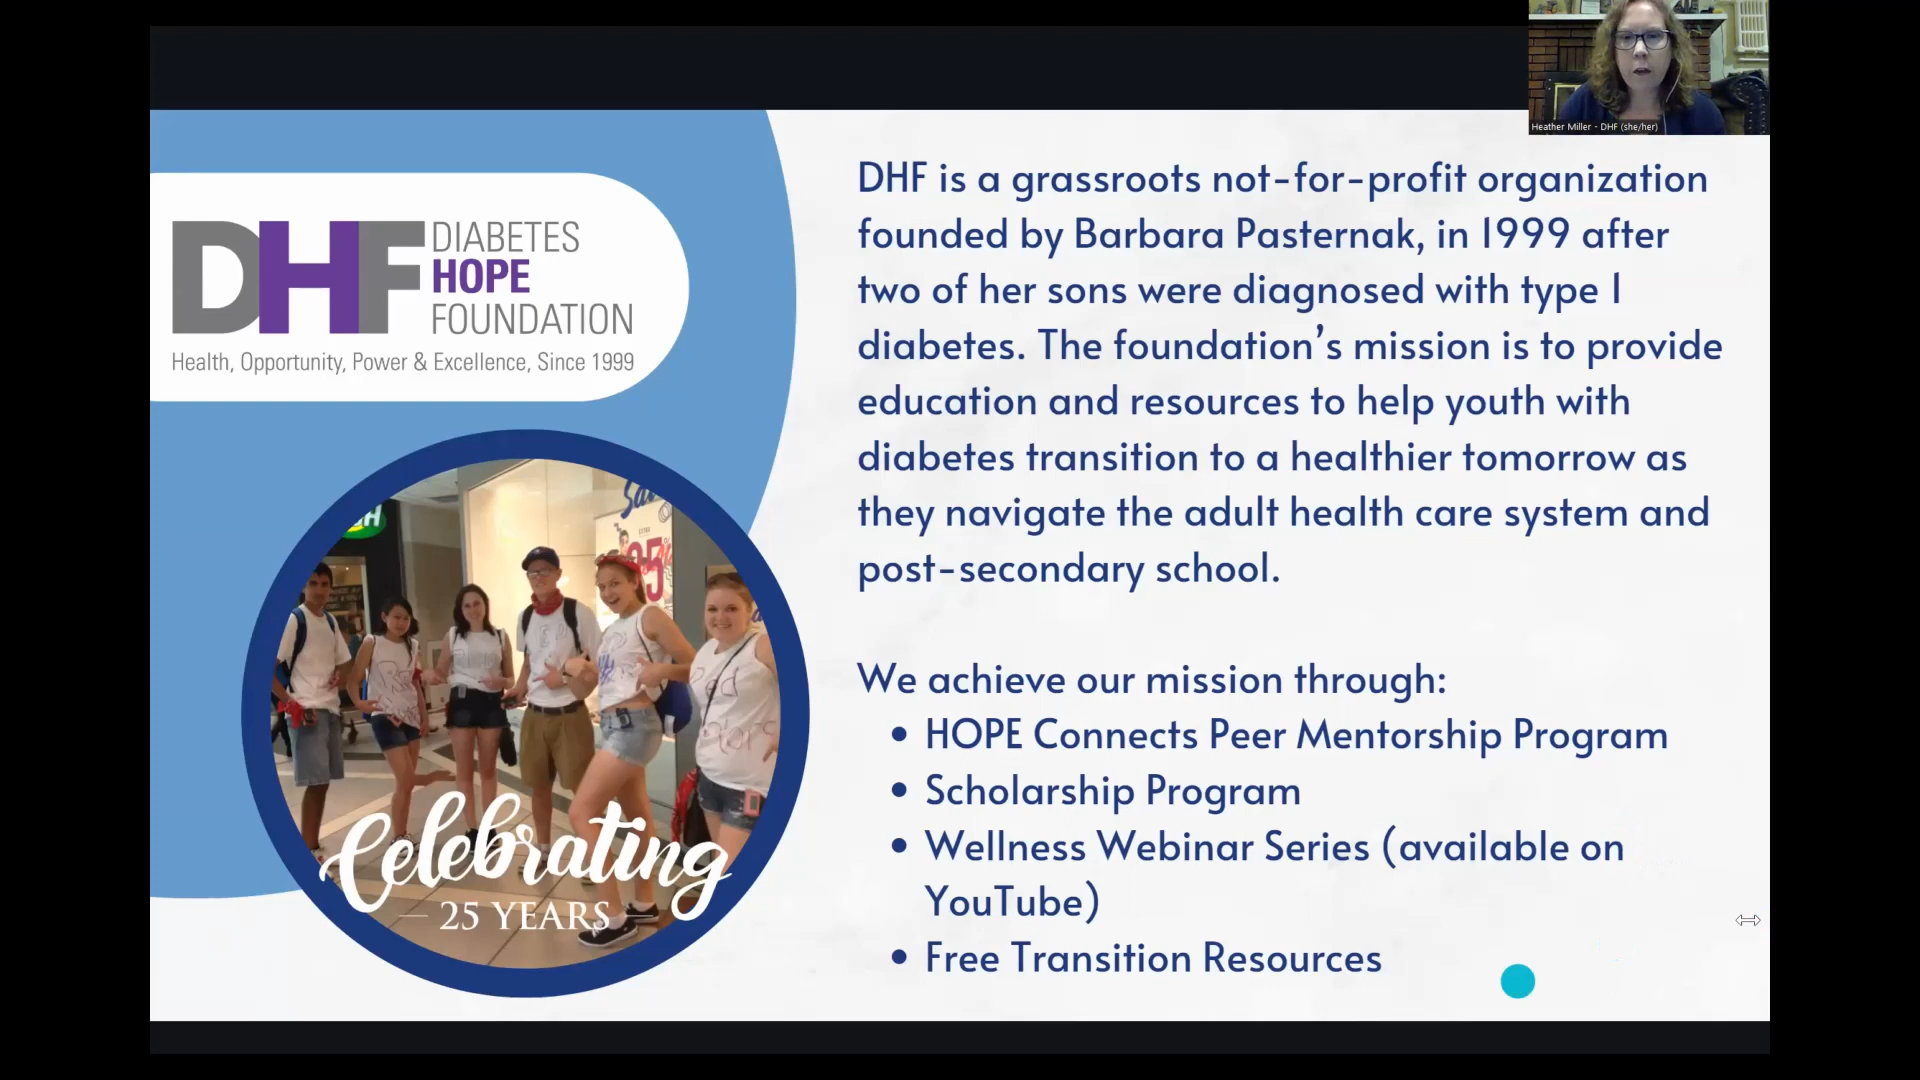 Heather Miller - DHF (she/her)
DHF
DIABETES
HOPE
FOUNDATION
Health, Opportunity, Power & Excellence, Since 1999
Celebrating
25 YEARS
DHF is a grassroots not-for-profit organization
founded by Barbara Pasternak, in 1999 after
two of her sons were diagnosed with type 1
diabetes. The foundation's mission is to provide
education and resources to help youth with
diabetes transition to a healthier tomorrow as
they navigate the adult health care system and
post-secondary school.
We achieve our mission through:
• HOPE Connects Peer Mentorship Program
• Scholarship Program
• Wellness Webinar Series (available on
YouTube)
• Free Transition Resources